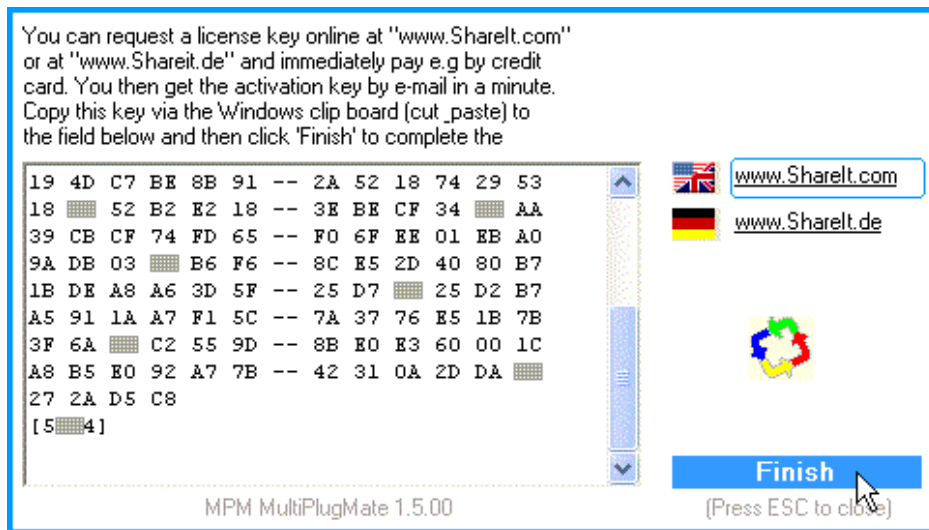 You can request a license key online at "www.ShareIt.com"
or at "www.Shareit.de" and immediately pay e.g by credit
card. You then get the activation key by e-mail in a minute.
Copy this key via the Windows clip board (cut_paste) to
the field below and then click 'Finish' to complete the
19 4D C7 BE 8B 91 -- 2A 52 18 74 29 53
18 52 B2 E2 18 -- 3E BE CF 34 AA
39 CB CF 74 FD 65 -- F0 6F EE 01 EB A0
9A DB 03 B6 F6 -- 8C E5 2D 40 80 B7
1B DE A8 A6 3D 5F -- 25 D7 25 D2 B7
A5 91 1A A7 F1 5C -- 7A 37 76 E5 1B 7B
3F 6A C2 55 9D -- 8B E0 E3 60 00 1C
A8 B5 E0 92 A7 7B -- 42 31 0A 2D DA
27 2A D5 C8
[5 4]
www.ShareIt.com
www.ShareIt.de
Finish
MPM MultiPlugMate 1.5.00
(Press ESC to close)